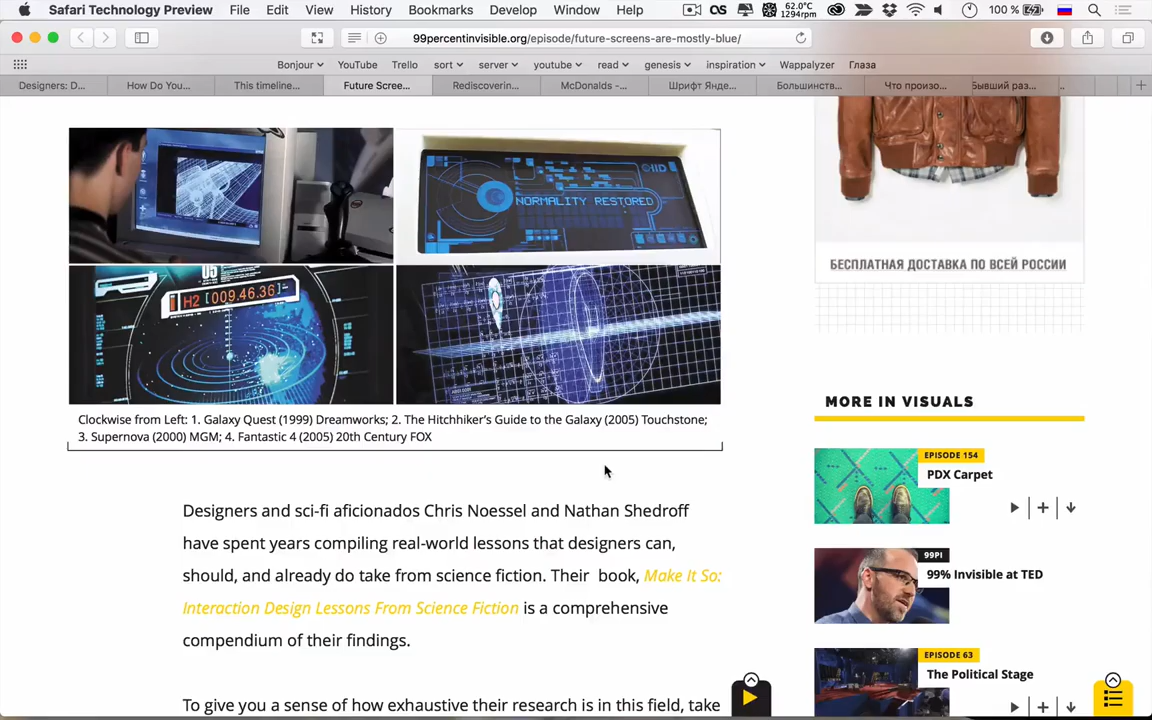 Safari Technology Preview File Edit View History Bookmarks Develop Window Help 62.0°C 1294rpm 100 %
99percentinvisible.org/episode/future-screens-are-mostly-blue/
Bonjour YouTube Trello sort server youtube read genesis inspiration Wappalyzer Глаза
Designers: D... How Do You... This timeline... Future Scree... Rediscoverin... McDonalds -... Шрифт Янде... Большинств... Что произо... Бывший раз...
NORMALITY RESTORED
05
H2 [009.46.36]
Clockwise from Left: 1. Galaxy Quest (1999) Dreamworks; 2. The Hitchhiker's Guide to the Galaxy (2005) Touchstone;
3. Supernova (2000) MGM; 4. Fantastic 4 (2005) 20th Century FOX
Designers and sci-fi aficionados Chris Noessel and Nathan Shedroff
have spent years compiling real-world lessons that designers can,
should, and already do take from science fiction. Their book, Make It So:
Interaction Design Lessons From Science Fiction is a comprehensive
compendium of their findings.
To give you a sense of how exhaustive their research is in this field, take
БЕСПЛАТНАЯ ДОСТАВКА ПО ВСЕЙ РОССИИ
MORE IN VISUALS
EPISODE 154
PDX Carpet
99PI
99% Invisible at TED
EPISODE 63
The Political Stage